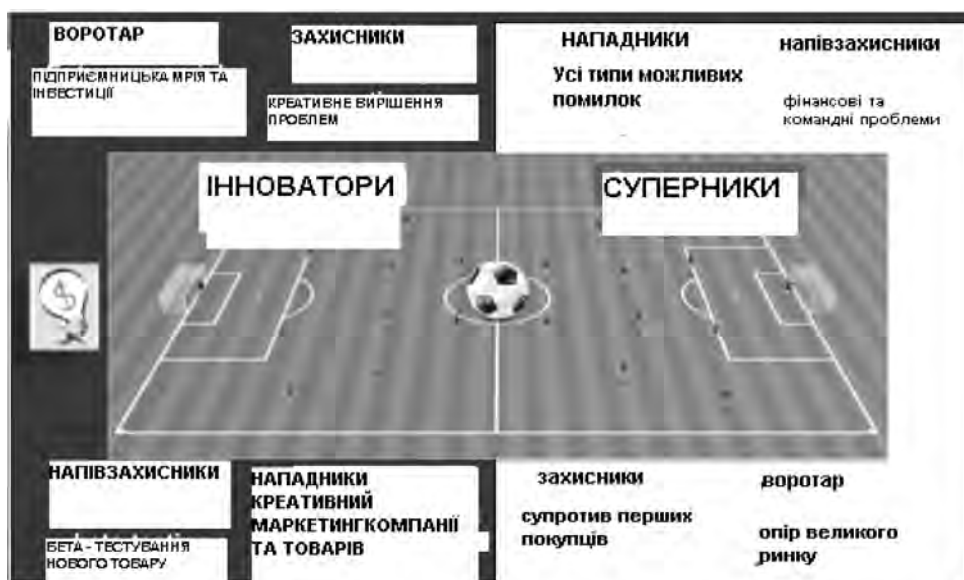 ВОРОТАР
ПІДПРИЄМНИЦЬКА МРІЯ ТА
ІНВЕСТИЦІЇ
ЗАХИСНИКИ
КРЕАТИВНЕ ВИРІШЕННЯ
ПРОБЛЕМ
НАПАДНИКИ
Усі типи можливих
помилок
напівзахисники
фінансові та
командні проблеми
ІННОВАТОРИ
СУПЕРНИКИ
НАПІВЗАХИСНИКИ
БЕТА - ТЕСТУВАННЯ
НОВОГО ТОВАРУ
НАПАДНИКИ
КРЕАТИВНИЙ
МАРКЕТИНГКОМПАНІЇ
ТА ТОВАРІВ
захисники
супротив перших
покупців
воротар
опір великого
ринку